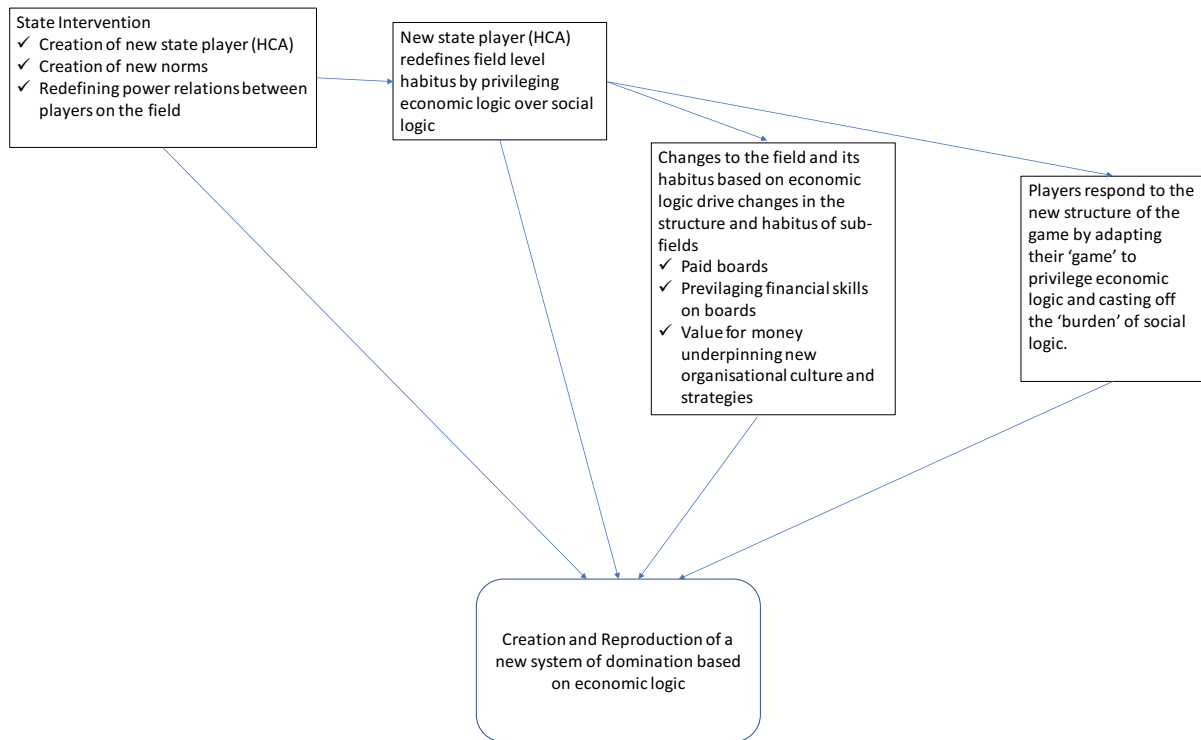 State Intervention
✓ Creation of new state player (HCA)
✓ Creation of new norms
✓ Redefining power relations between
players on the field
New state player (HCA)
redefines field level
habitus by privileging
economic logic over social
logic
Changes to the field and its
habitus based on economic
logic drive changes in the
structure and habitus of sub-
fields
✓ Paid boards
✓ Previlaging financial skills
on boards
✓ Value for money
underpinning new
organisational culture and
strategies
Players respond to the
new structure of the
game by adapting
their ‘game’ to
privilege economic
logic and casting off
the ‘burden’ of social
logic.
Creation and Reproduction of a
new system of domination based
on economic logic